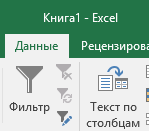 Книга1 - Excel
Данные Рецензирова
Фильтр
Текст по
столбцам